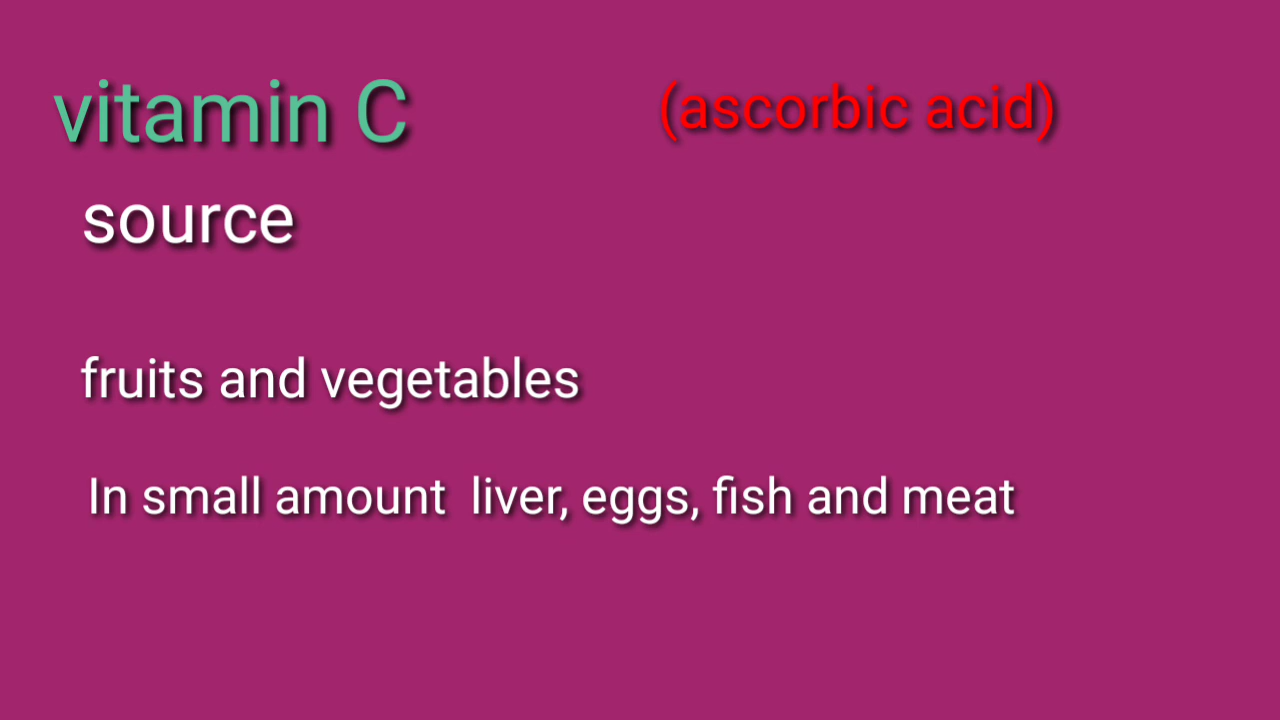 vitamin C (ascorbic acid)
source
fruits and vegetables
In small amount liver, eggs, fish and meat